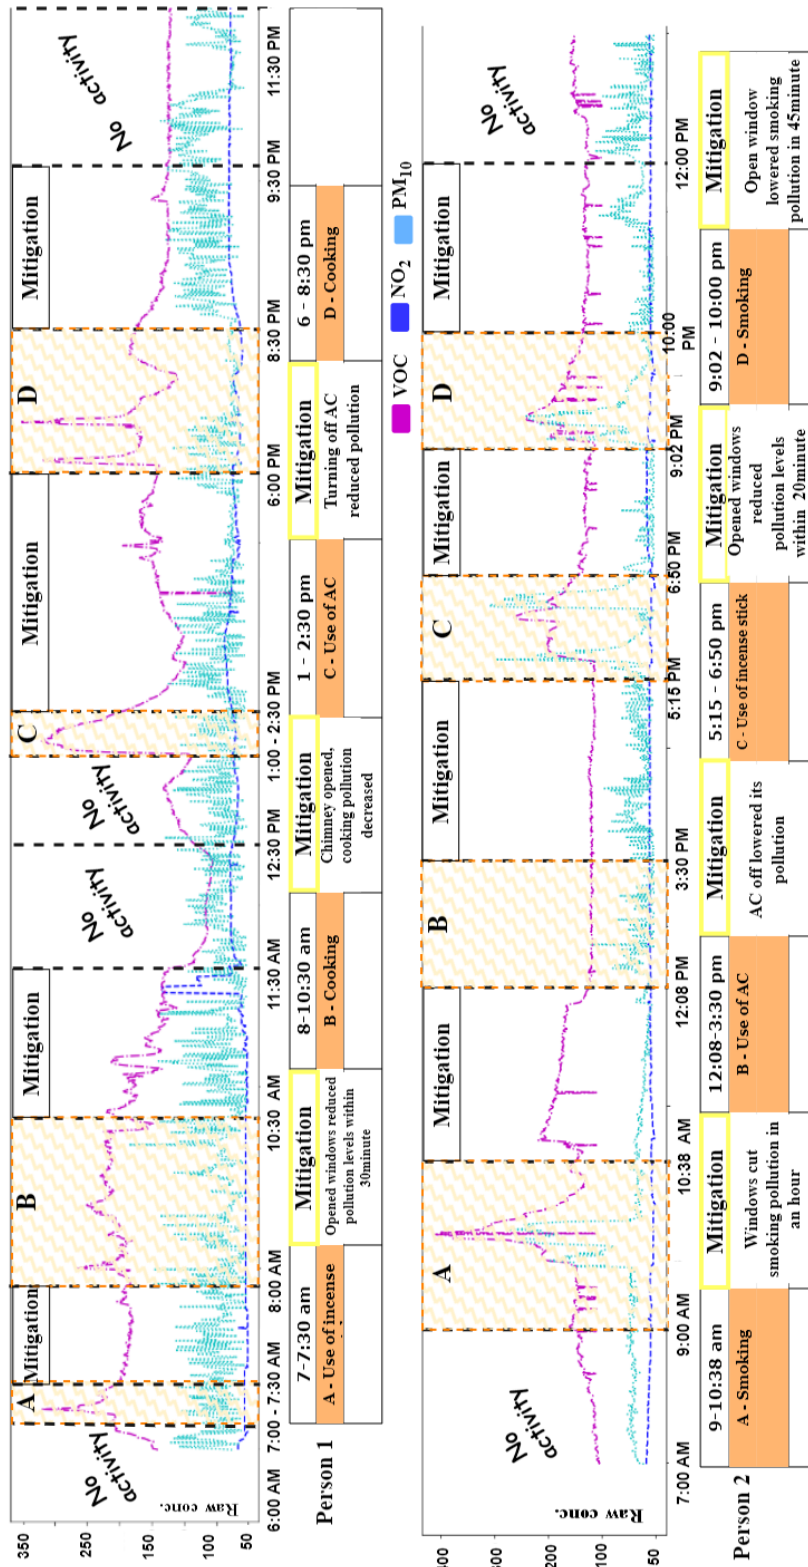 350
250
150
100
50
Raw conc.
No activity
A
Mitigation
B
Mitigation
No activity
No activity
C
Mitigation
D
Mitigation
No activity
6:00 AM
7:00 - 7:30 AM
8:00 AM
10:30 AM
11:30 AM
12:30 PM
1:00 - 2:30 PM
6:00 PM
8:30 PM
9:30 PM
11:30 PM
Person 1
7-7:30 am
A - Use of incense
Mitigation
Opened windows reduced
pollution levels within
30minute
8-10:30 am
B - Cooking
Mitigation
Chimney opened,
cooking pollution
decreased
1 - 2:30 pm
C - Use of AC
Mitigation
Turning off AC
reduced pollution
6 - 8:30 pm
D - Cooking
VOC
NO2
PM10
400
200
100
50
Raw conc.
No activity
A
Mitigation
B
Mitigation
C
Mitigation
D
Mitigation
No activity
7:00 AM
9:00 AM
10:38 AM
12:08 PM
3:30 PM
5:15 PM
6:50 PM
9:02 PM
10:00 PM
12:00 PM
Person 2
9-10:38 am
A - Smoking
Mitigation
Windows cut
smoking pollution in
an hour
12:08-3:30 pm
B - Use of AC
Mitigation
AC off lowered its
pollution
5:15 - 6:50 pm
C - Use of incense stick
Mitigation
Opened windows
reduced
pollution levels
within 20minute
9:02 - 10:00 pm
D - Smoking
Mitigation
Open window
lowered smoking
pollution in 45minute